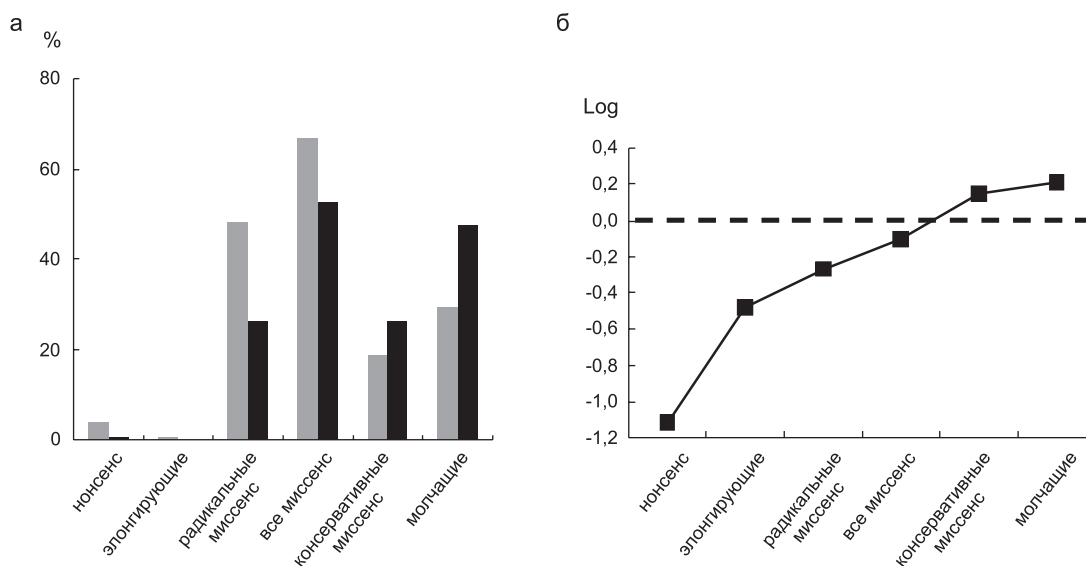 а
%
80
60
40
20
0
нонсенс
элонгирующие
радикальные
миссенс
все миссенс
консервативные
миссенс
молчащие
б
Log
0,4
0,2
0,0
-0,2
-0,4
-0,6
-0,8
-1,0
-1,2
нонсенс
элонгирующие
радикальные
миссенс
все миссенс
консервативные
миссенс
молчащие